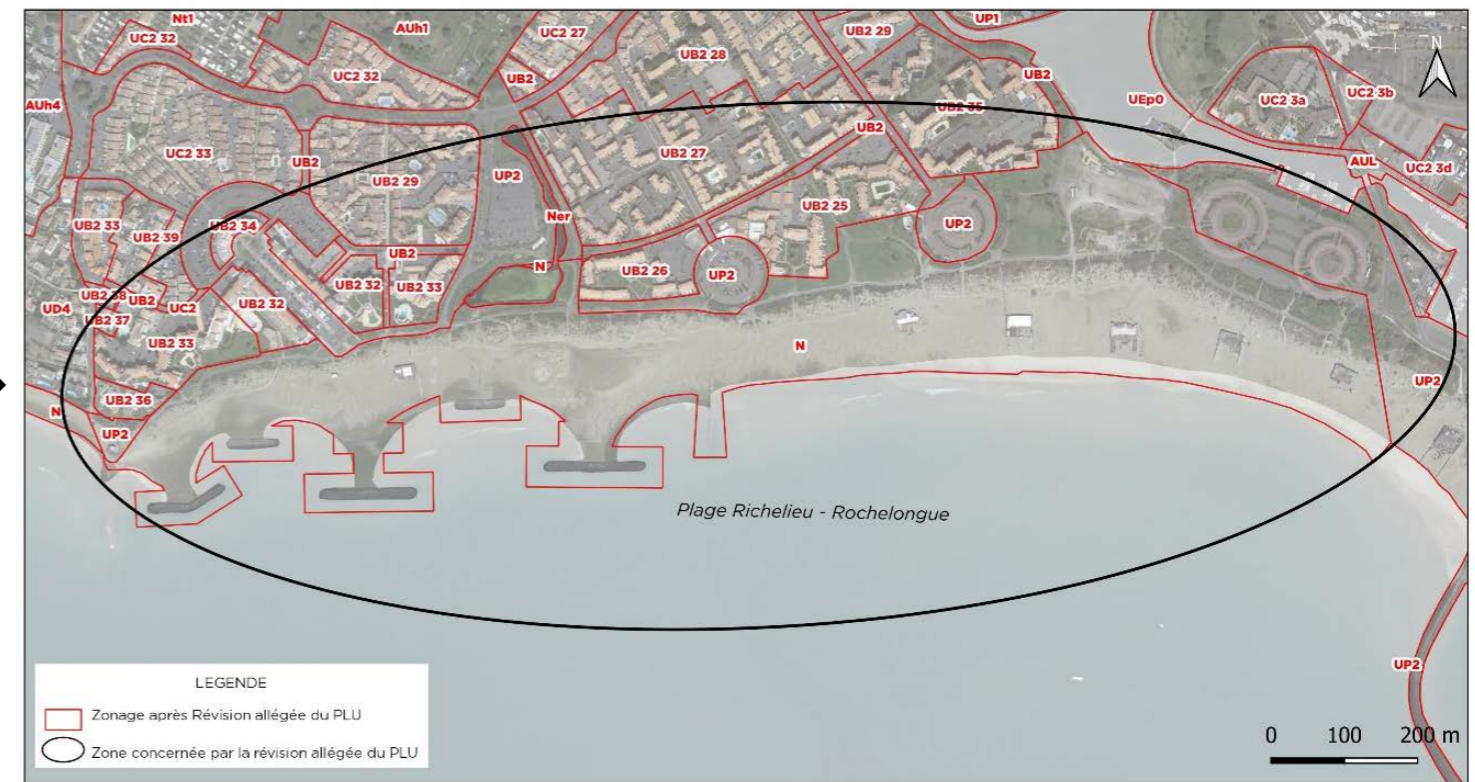 Nt1
UC2 32
AUh1
UC2 27
UB2 28
UB2 29
UP1
UC2 32
UB2
UB2
AUh4
UEp0
UC2 3a
UC2 3b
UB2 35
UC2 33
UB2
UB2 27
UB2
AUL
UC2 3d
UB2 29
UP2
UB2 33
UB2 39
UB2 34
Ner
UB2 25
UP2
UB2
N
UB2 26
UP2
UB2 32
UB2 33
UB2 38
UB2
UC2
UB2 32
UD4
UB2 37
UB2 33
N
UP2
UB2 36
N
UP2
Plage Richelieu - Rochelongue
UP2
N
LEGENDE
Zonage après Révision allégée du PLU
Zone concernée par la révision allégée du PLU
0 100 200 m